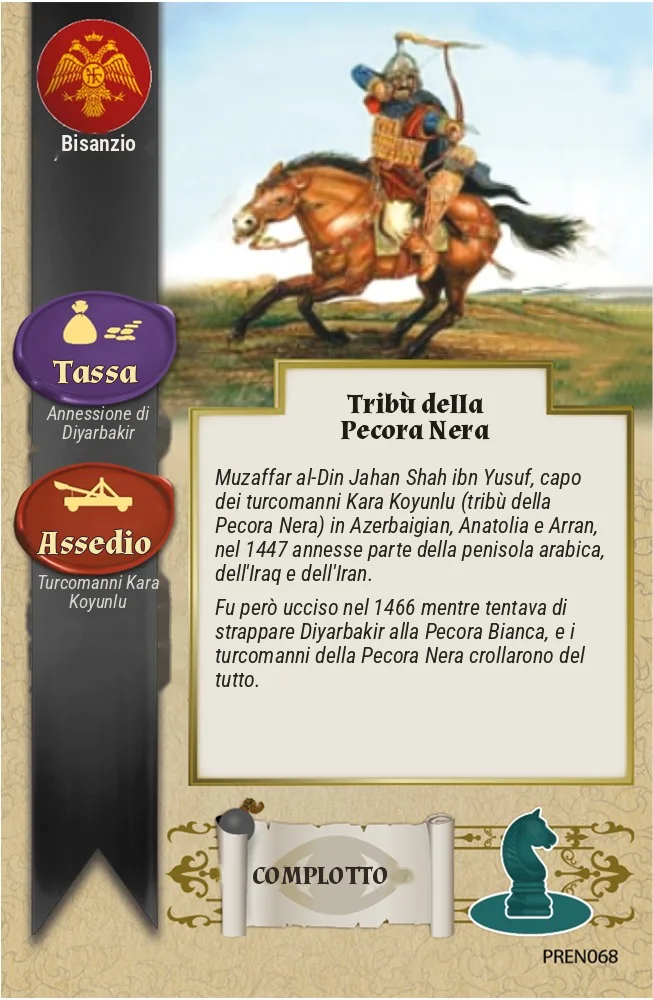 Bisanzio
Tassa
Annessione di
Diyarbakir
Assedio
Turcomanni Kara
Koyunlu
Tribù della
Pecora Nera
Muzaffar al-Din Jahan Shah ibn Yusuf, capo
dei turcomanni Kara Koyunlu (tribù della
Pecora Nera) in Azerbaigian, Anatolia e Arran,
nel 1447 annesse parte della penisola arabica,
dell'Iraq e dell'Iran.
Fu però ucciso nel 1466 mentre tentava di
strappare Diyarbakir alla Pecora Bianca, e i
turcomanni della Pecora Nera crollarono del
tutto.
COMPLOTTO
PREN068